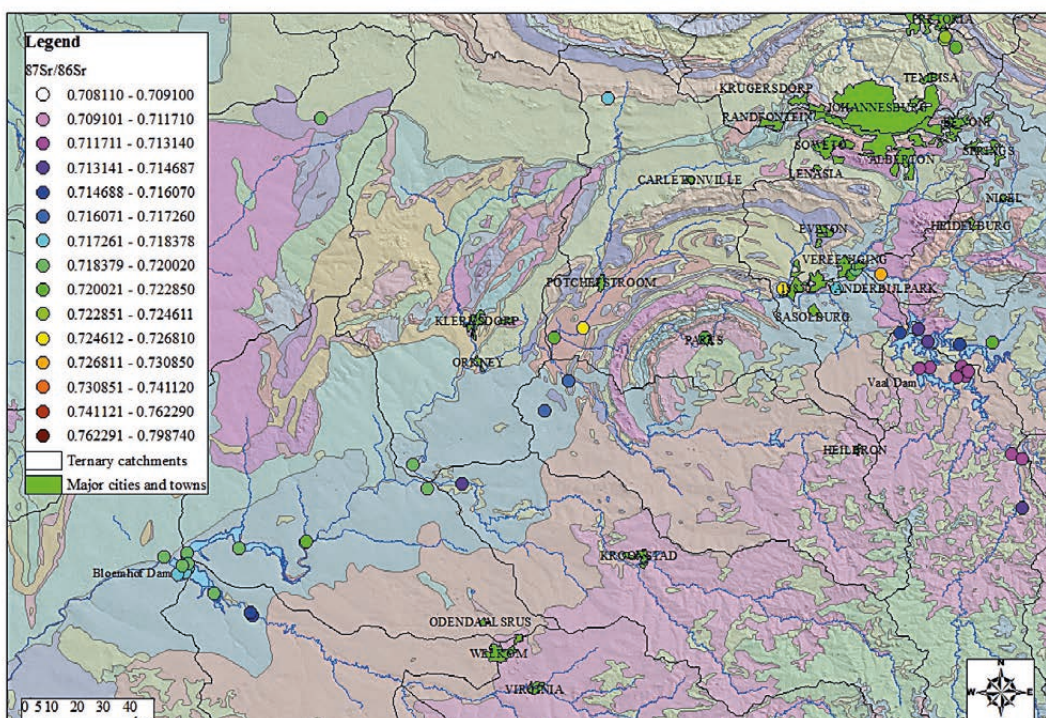 Legend
87Sr/86Sr
0.708110 - 0.709100
0.709101 - 0.711710
0.711711 - 0.713140
0.713141 - 0.714687
0.714688 - 0.716070
0.716071 - 0.717260
0.717261 - 0.718378
0.718379 - 0.720020
0.720021 - 0.722850
0.722851 - 0.724611
0.724612 - 0.726810
0.726811 - 0.730850
0.730851 - 0.741120
0.741121 - 0.762290
0.762291 - 0.798740
Ternary catchments
Major cities and towns
PRETORIA
TEMBISA
KRUGERSDORP
JOHANNESBURG
RANDFONTEIN
SOWETO
SPRINGS
ALBERTON
LENASIA
CARLETONVILLE
NIGEL
HEIDELBURG
EVATON
VEREENIGING
POTCHEFSTROOM
VANDERBIJLPARK
SASOLBURG
KLERKSDORP
PARYS
ORKNEY
Vaal Dam
HEILBRON
KROONSTAD
Bloemhof Dam
ODENDAALSRUS
WELKOM
VIRGINIA
N
W E
S
0 5 10 20 30 40